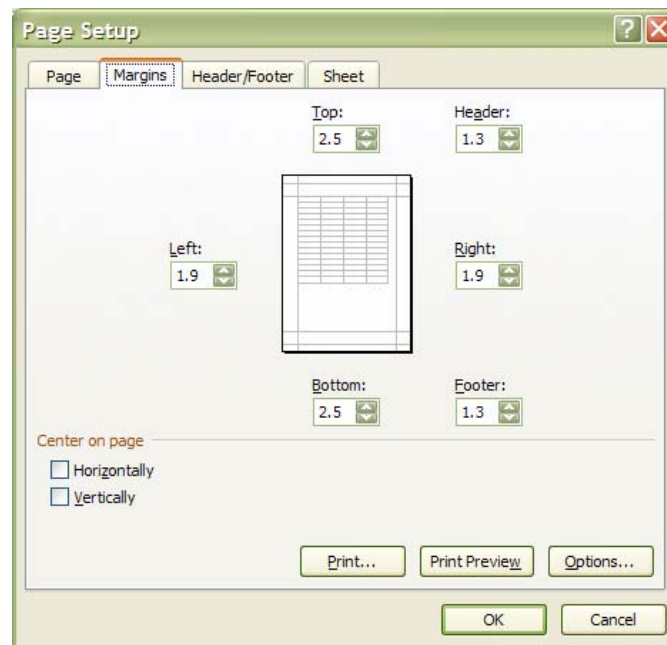 Page Setup
Page Margins Header/Footer Sheet
Top: Header:
2.5 1.3
Left: Right:
1.9 1.9
Bottom: Footer:
2.5 1.3
Center on page
Horizontally
Vertically
Print... Print Preview Options...
OK Cancel